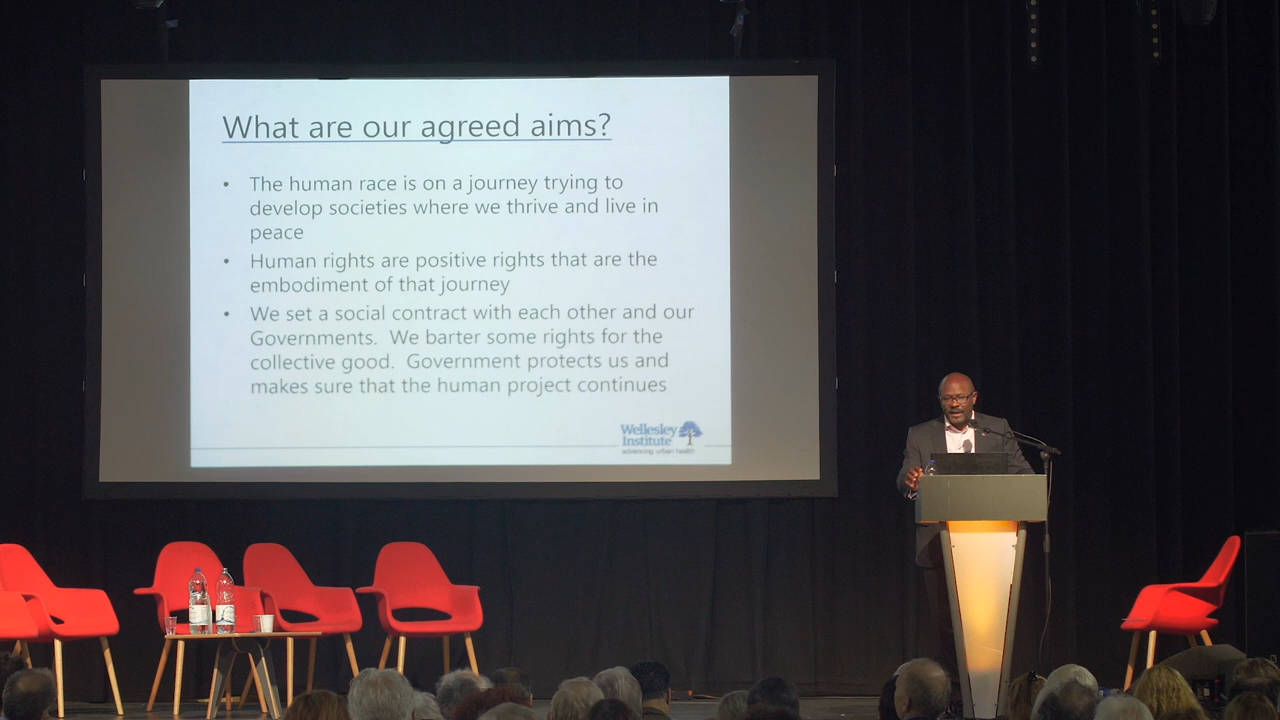 What are our agreed aims?
• The human race is on a journey trying to
develop societies where we thrive and live in
peace
• Human rights are positive rights that are the
embodiment of that journey
• We set a social contract with each other and our
Governments.  We barter some rights for the
collective good.  Government protects us and
makes sure that the human project continues
Wellesley
Institute
advancing urban health